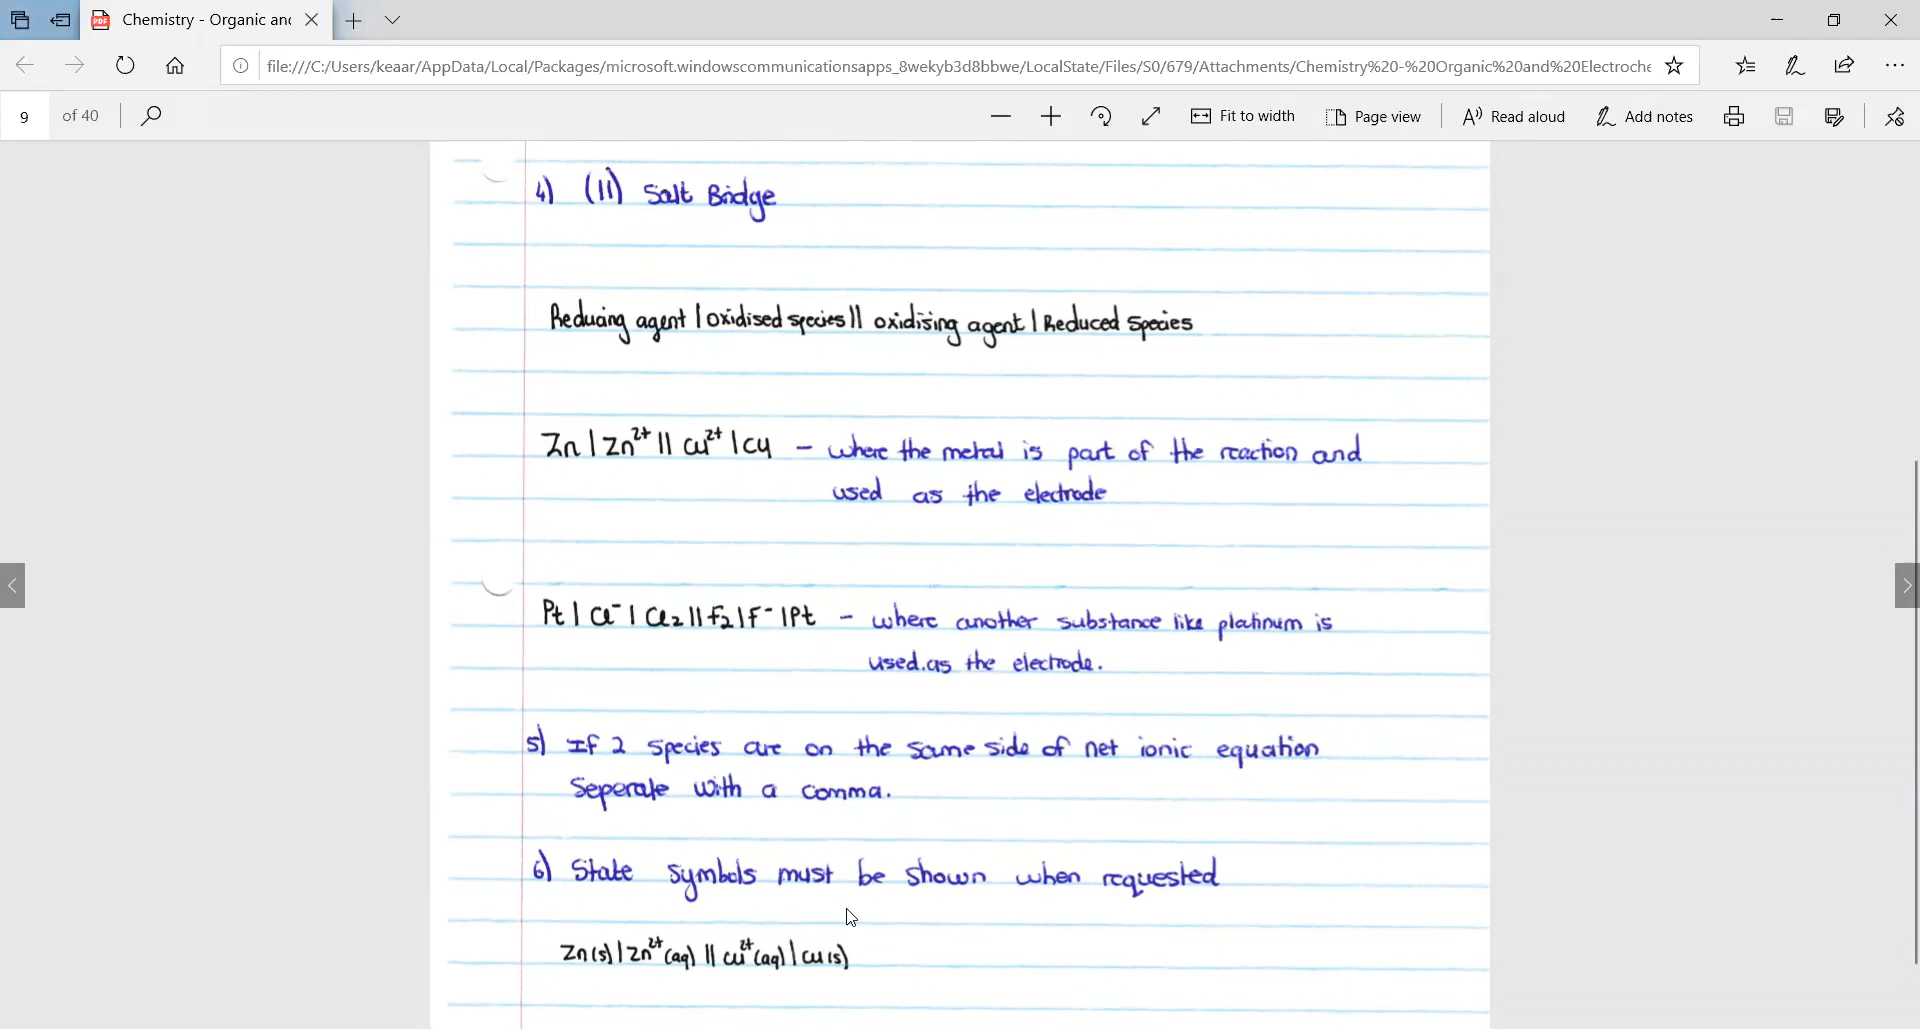 Chemistry - Organic anc
file:///C:/Users/keaar/AppData/Local/Packages/microsoft.windowscommunicationsapps_8wekyb3d8bbwe/LocalState/Files/S0/679/Attachments/Chemistry%20-%20Organic%20and%20Electroche
9 of 40 Fit to width Page view Read aloud Add notes
4) (||) Salt Bridge
Reducing agent | oxidised species || oxidising agent | Reduced species
Zn | Zn²⁺ || Cu²⁺ | Cu - where the metal is part of the reaction and
used as the electrode
Pt | Cl⁻ | Cl₂ || F₂ | F⁻ | Pt - where another substance like platinum is
used.as the electrode.
5) If 2 species are on the same side of net ionic equation
Seperate with a comma.
6) State symbols must be shown when requested
Zn(s) | Zn²⁺(aq) || Cu²⁺(aq) | Cu(s)